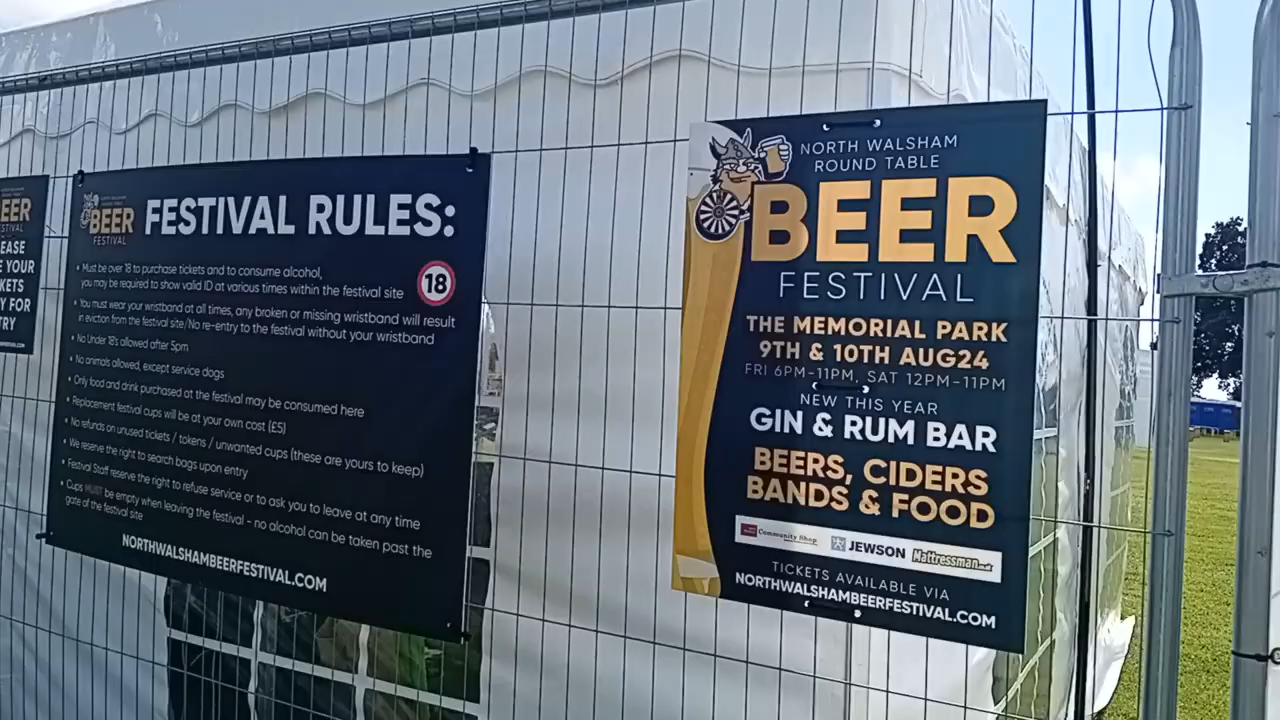 EER
STIVAL
EASE
E YOUR
KETS
Y FOR
TRY
BEER
FESTIVAL
FESTIVAL RULES:
• Must be over 18 to purchase tickets and to consume alcohol,
you may be required to show valid ID at various times within the festival site
18
• You must wear your wristband at all times, any broken or missing wristband will result
in eviction from the festival site/No re-entry to the festival without your wristband
• No Under 18's allowed after 5pm
• No animals allowed, except service dogs
• Only food and drink purchased at the festival may be consumed here
• Replacement festival cups will be at your own cost (£5)
• No refunds on unused tickets / tokens / unwanted cups (these are yours to keep)
• We reserve the right to search bags upon entry
• Festival Staff reserve the right to refuse service or to ask you to leave at any time
• Cups MUST be empty when leaving the festival - no alcohol can be taken past the
gate of the festival site
NORTHWALSHAMBEERFESTIVAL.COM
NORTH WALSHAM
ROUND TABLE
BEER
FESTIVAL
THE MEMORIAL PARK
9TH & 10TH AUG24
FRI 6PM-11PM, SAT 12PM-11PM
NEW THIS YEAR
GIN & RUM BAR
BEERS, CIDERS
BANDS & FOOD
Community Shop
JEWSON
Mattressman
TICKETS AVAILABLE VIA
NORTHWALSHAMBEERFESTIVAL.COM